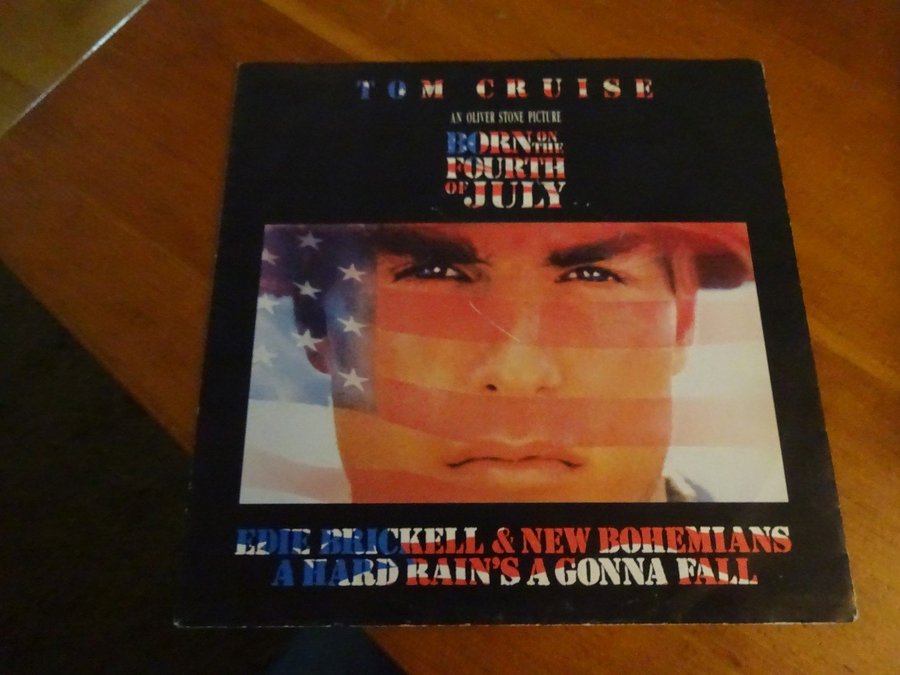 TOM CRUISE
AN OLIVER STONE PICTURE
BORN ON THE
FOURTH
OF JULY
EDIE BRICKELL & NEW BOHEMIANS
A HARD RAIN'S A GONNA FALL